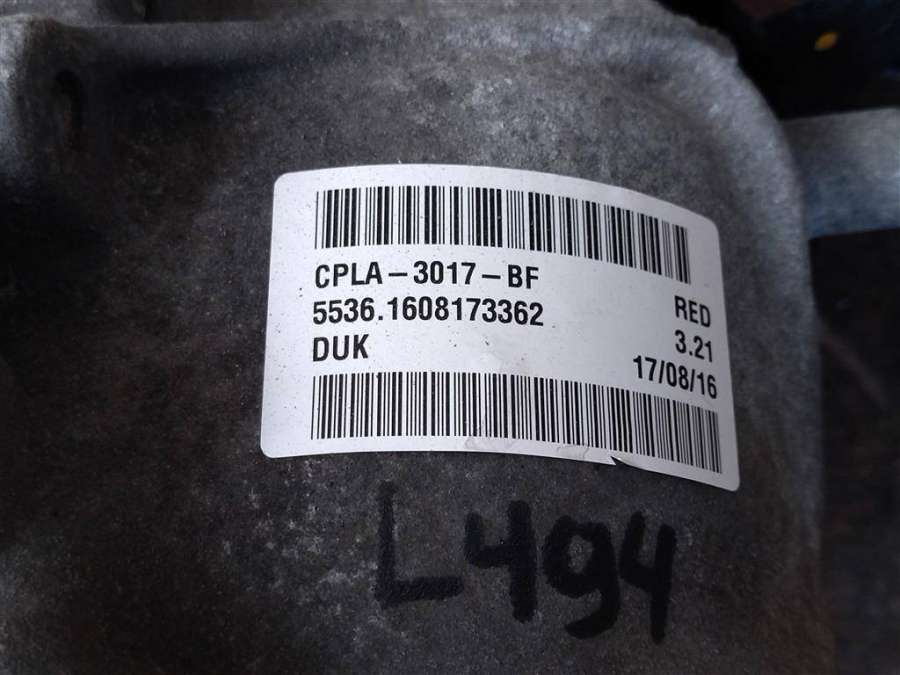 CPLA-3017-BF
5536.1608173362
RED
DUK
3.21
17/08/16
L494